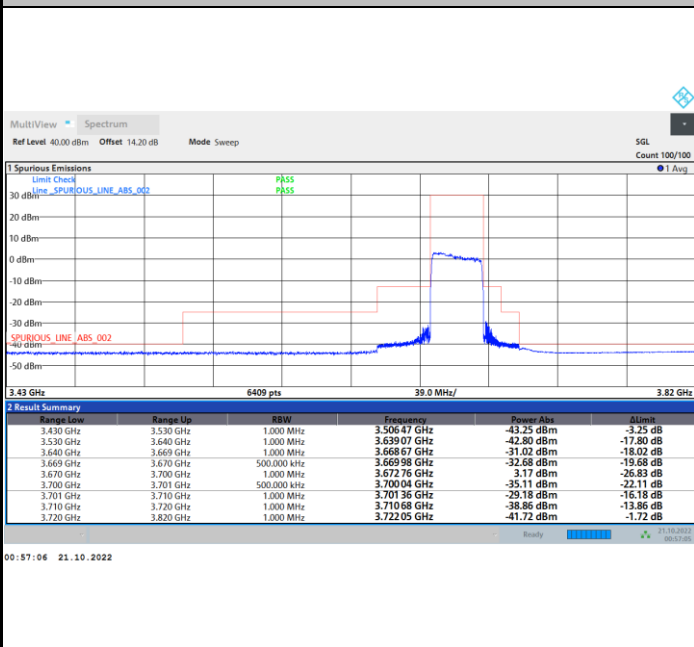 MultiView Spectrum
Ref Level 40.00 dBm Offset 14.20 dB Mode Sweep SGL
Count 100/100
1 Spurious Emissions 1 Avg
Limit Check PASS
Line _SPURIOUS_LINE_ABS_002 PASS
30 dBm
20 dBm
10 dBm
0 dBm
-10 dBm
-20 dBm
-30 dBm
SPURIOUS_LINE_ABS_002
-40 dBm
-50 dBm
3.43 GHz 6409 pts 39.0 MHz/ 3.82 GHz
2 Result Summary
Range Low Range Up RBW Frequency Power Abs ΔLimit
3.430 GHz 3.530 GHz 1.000 MHz 3.506 47 GHz -43.25 dBm -3.25 dB
3.530 GHz 3.640 GHz 1.000 MHz 3.639 07 GHz -42.80 dBm -17.80 dB
3.640 GHz 3.669 GHz 1.000 MHz 3.668 67 GHz -31.02 dBm -18.02 dB
3.669 GHz 3.670 GHz 500.000 kHz 3.669 98 GHz -32.68 dBm -19.68 dB
3.670 GHz 3.700 GHz 1.000 MHz 3.672 76 GHz 3.17 dBm -26.83 dB
3.700 GHz 3.701 GHz 500.000 kHz 3.700 04 GHz -35.11 dBm -22.11 dB
3.701 GHz 3.710 GHz 1.000 MHz 3.701 36 GHz -29.18 dBm -16.18 dB
3.710 GHz 3.720 GHz 1.000 MHz 3.710 68 GHz -38.86 dBm -13.86 dB
3.720 GHz 3.820 GHz 1.000 MHz 3.722 05 GHz -41.72 dBm -1.72 dB
Ready 21.10.2022
00:57:05
00:57:06 21.10.2022